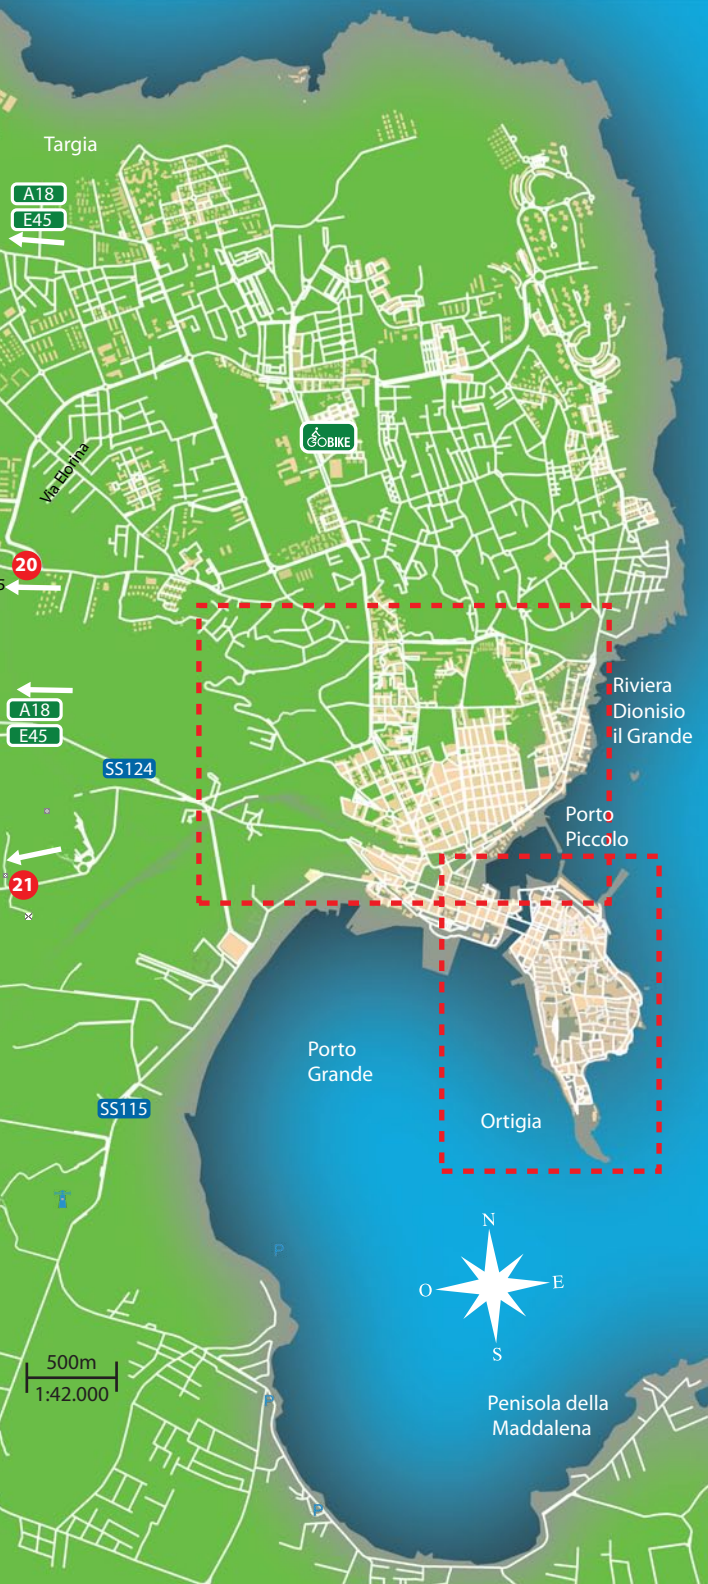 Targia
A18
E45
GOBIKE
Via Elorina
20
5
A18
E45
Riviera
Dionisio
il Grande
SS124
Porto
Piccolo
21
Porto
Grande
SS115
Ortigia
P
N
O
E
S
500m
1:42.000
P
Penisola della
Maddalena
P